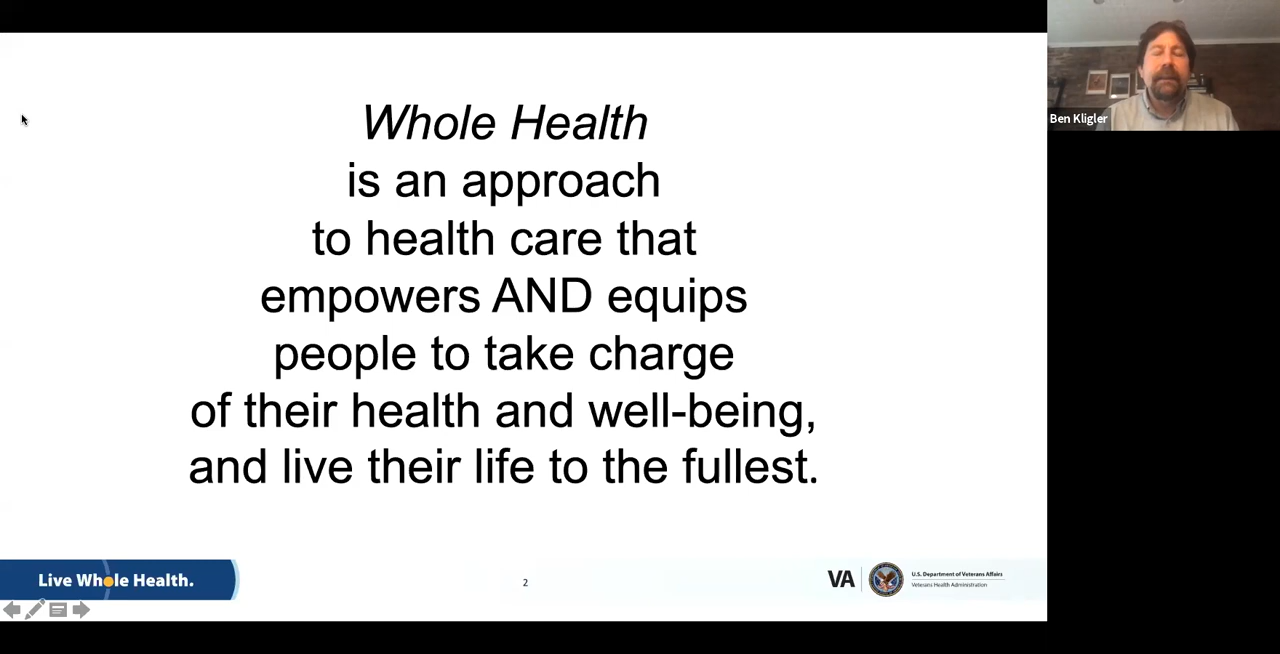 Whole Health
is an approach
to health care that
empowers AND equips
people to take charge
of their health and well-being,
and live their life to the fullest.
Live Whole Health.
2
VA
U.S. Department of Veterans Affairs
Veterans Health Administration
Ben Kligler